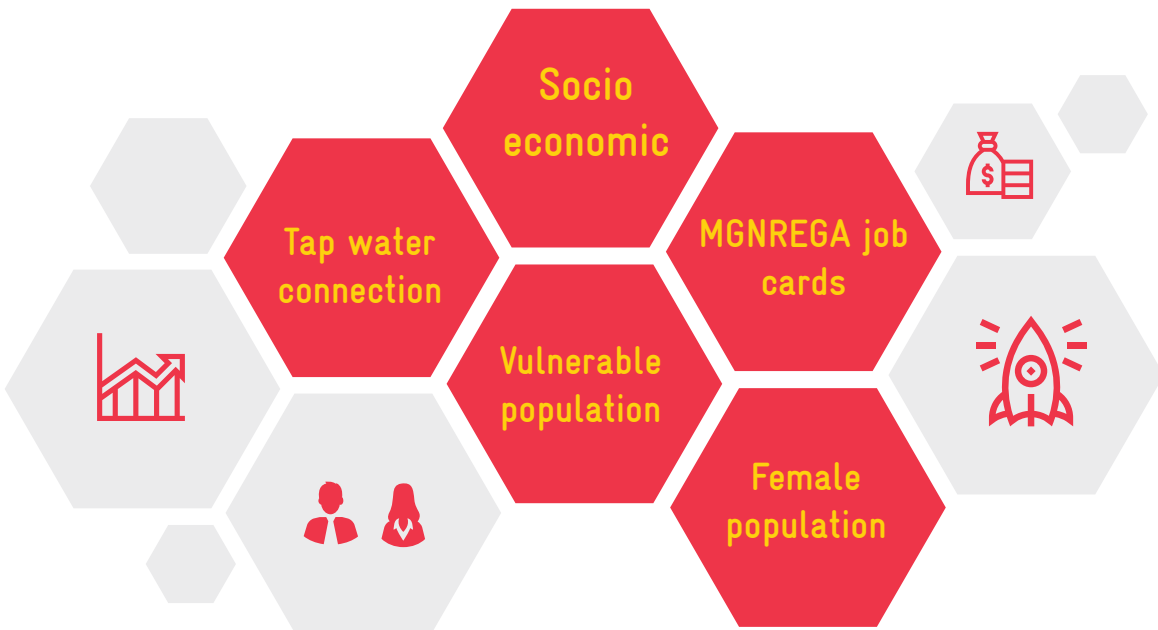 Socio
economic
Tap water
connection
MGNREGA job
cards
Vulnerable
population
Female
population
$